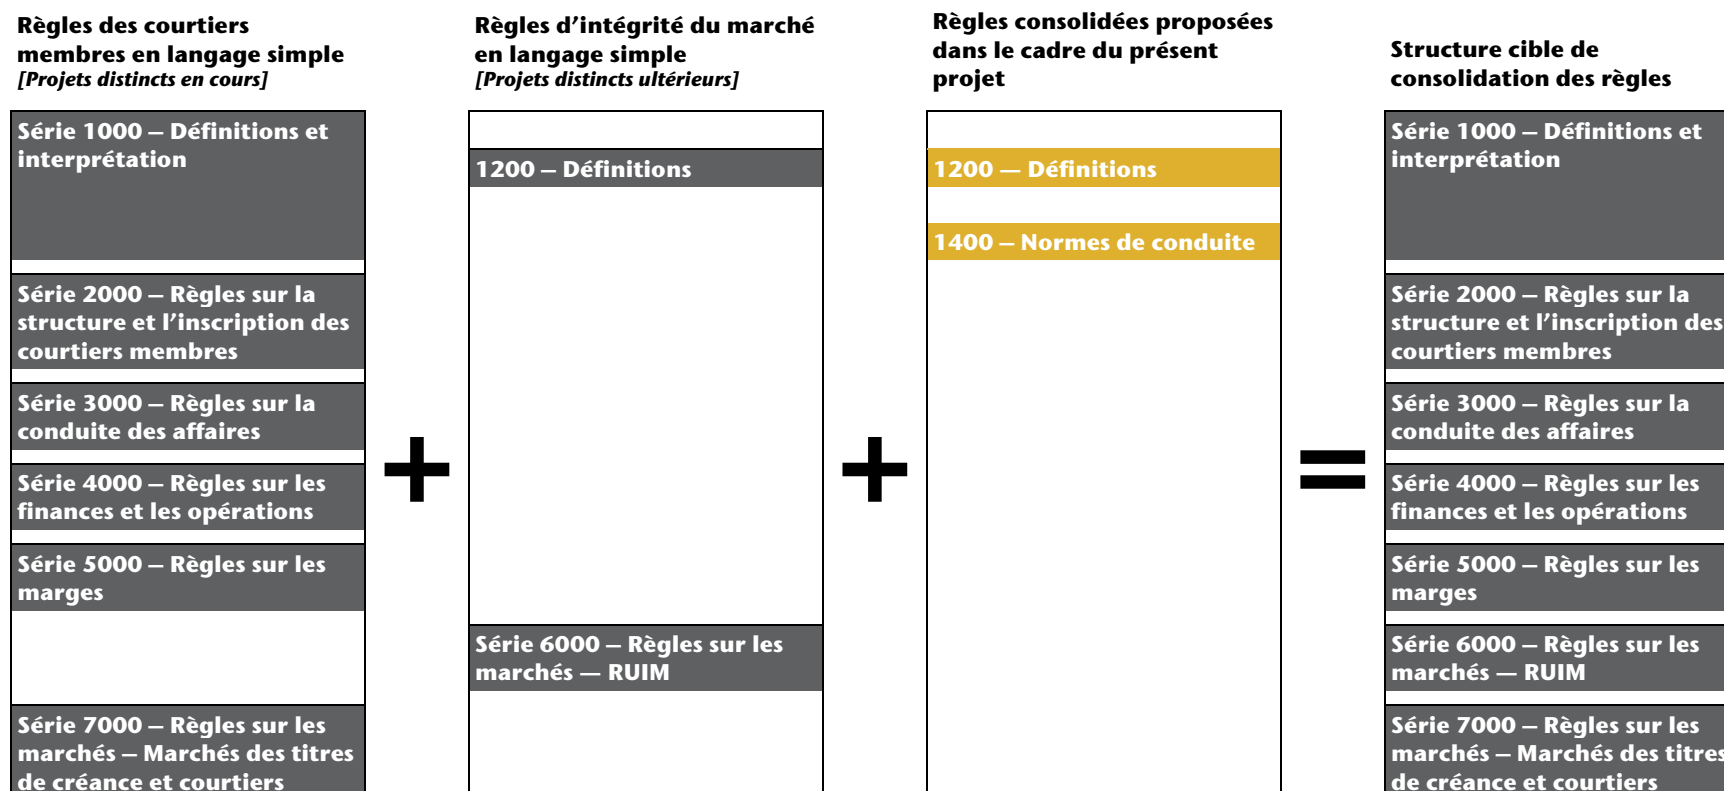 Règles des courtiers
membres en langage simple
[Projets distincts en cours]
Série 1000 – Définitions et
interprétation
Série 2000 – Règles sur la
structure et l’inscription des
courtiers membres
Série 3000 – Règles sur la
conduite des affaires
Série 4000 – Règles sur les
finances et les opérations
Série 5000 – Règles sur les
marges
Série 7000 – Règles sur les
marchés – Marchés des titres
de créance et courtiers
+
Règles d’intégrité du marché
en langage simple
[Projets distincts ultérieurs]
1200 – Définitions
Série 6000 – Règles sur les
marchés — RUIM
+
Règles consolidées proposées
dans le cadre du présent
projet
1200 — Définitions
1400 – Normes de conduite
=
Structure cible de
consolidation des règles
Série 1000 – Définitions et
interprétation
Série 2000 – Règles sur la
structure et l’inscription des
courtiers membres
Série 3000 – Règles sur la
conduite des affaires
Série 4000 – Règles sur les
finances et les opérations
Série 5000 – Règles sur les
marges
Série 6000 – Règles sur les
marchés — RUIM
Série 7000 – Règles sur les
marchés – Marchés des titres
de créance et courtiers